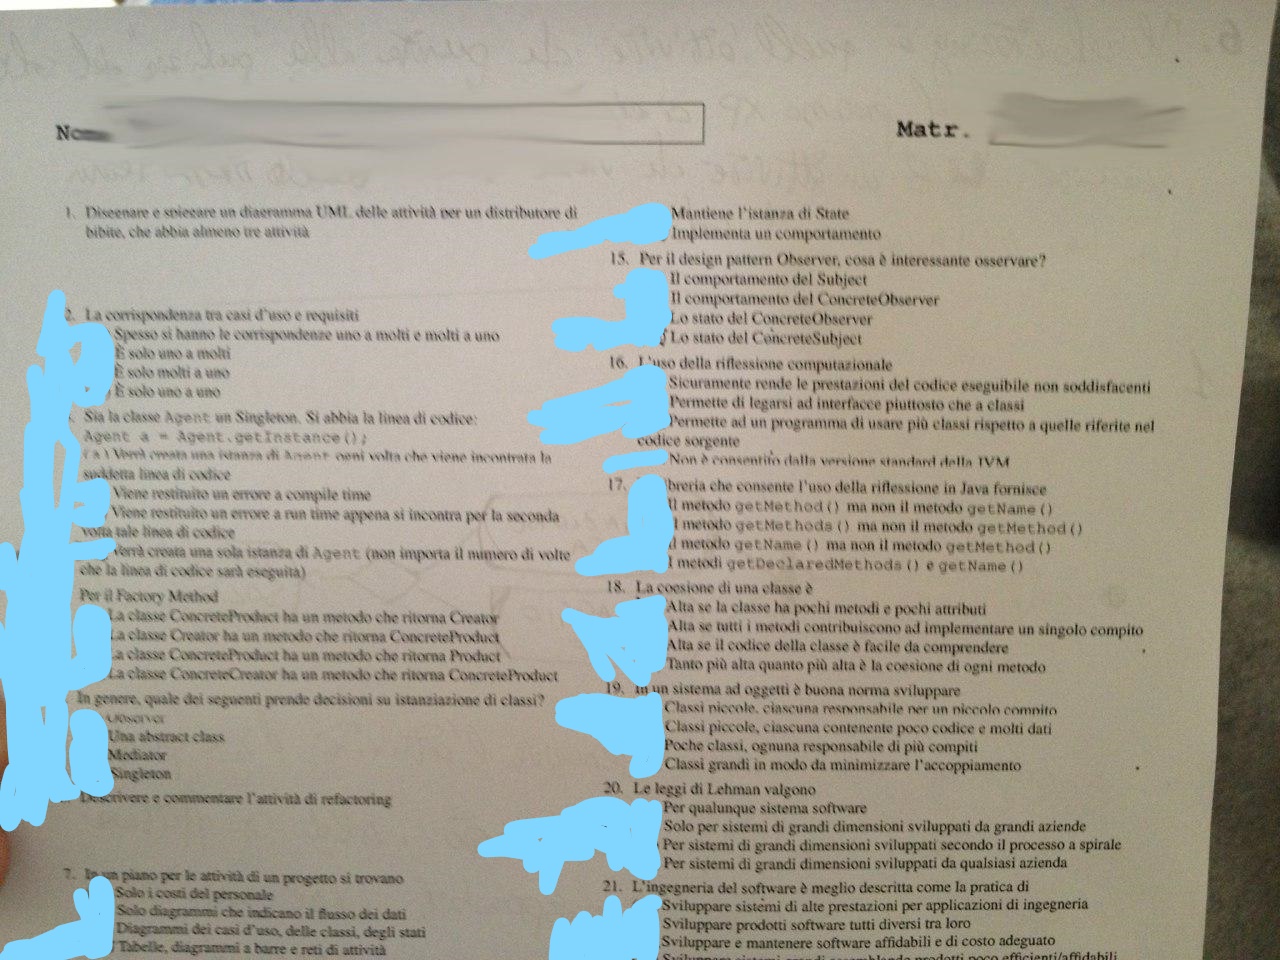 Matr.
1. Disegnare e spiegare un diagramma UML delle attività per un distributore di
bibite, che abbia almeno tre attività
2. La corrispondenza tra casi d'uso e requisiti
Spesso si hanno le corrispondenze uno a molti e molti a uno
È solo uno a molti
È solo molti a uno
È solo uno a uno
Sia la classe Agent un Singleton. Si abbia la linea di codice:
Agent a = Agent.getInstance();
(a) Verrà creata una istanza di Agent ogni volta che viene incontrata la
suddetta linea di codice
Viene restituito un errore a compile time
Viene restituito un errore a run time appena si incontra per la seconda
volta tale linea di codice
Verrà creata una sola istanza di Agent (non importa il numero di volte
che la linea di codice sarà eseguita)
Per il Factory Method
La classe ConcreteProduct ha un metodo che ritorna Creator
La classe Creator ha un metodo che ritorna ConcreteProduct
La classe ConcreteProduct ha un metodo che ritorna Product
La classe ConcreteCreator ha un metodo che ritorna ConcreteProduct
In genere, quale dei seguenti prende decisioni su istanziazione di classi?
Observer
Una abstract class
Mediator
Singleton
Descrivere e commentare l'attività di refactoring
7. In un piano per le attività di un progetto si trovano
Solo i costi del personale
Solo diagrammi che indicano il flusso dei dati
Diagrammi dei casi d'uso, delle classi, degli stati
Tabelle, diagrammi a barre e reti di attività
Mantiene l'istanza di State
Implementa un comportamento
15. Per il design pattern Observer, cosa è interessante osservare?
Il comportamento del Subject
Il comportamento del ConcreteObserver
Lo stato del ConcreteObserver
Lo stato del ConcreteSubject
16. L'uso della riflessione computazionale
Sicuramente rende le prestazioni del codice eseguibile non soddisfacenti
Permette di legarsi ad interfacce piuttosto che a classi
Permette ad un programma di usare più classi rispetto a quelle riferite nel
codice sorgente
Non è consentito dalla versione standard della JVM
17. breria che consente l'uso della riflessione in Java fornisce
Il metodo getMethod() ma non il metodo getName()
l metodo getMethods() ma non il metodo getMethod()
il metodo getName() ma non il metodo getMethod()
I metodi getDeclaredMethods() e getName()
18. La coesione di una classe è
Alta se la classe ha pochi metodi e pochi attributi
Alta se tutti i metodi contribuiscono ad implementare un singolo compito
Alta se il codice della classe è facile da comprendere
Tanto più alta quanto più alta è la coesione di ogni metodo
19. In un sistema ad oggetti è buona norma sviluppare
Classi piccole, ciascuna responsabile per un piccolo compito
Classi piccole, ciascuna contenente poco codice e molti dati
Poche classi, ognuna responsabile di più compiti
Classi grandi in modo da minimizzare l'accoppiamento
20. Le leggi di Lehman valgono
Per qualunque sistema software
Solo per sistemi di grandi dimensioni sviluppati da grandi aziende
Per sistemi di grandi dimensioni sviluppati secondo il processo a spirale
Per sistemi di grandi dimensioni sviluppati da qualsiasi azienda
21. L'ingegneria del software è meglio descritta come la pratica di
Sviluppare sistemi di alte prestazioni per applicazioni di ingegneria
Sviluppare prodotti software tutti diversi tra loro
Sviluppare e mantenere software affidabili e di costo adeguato
Sviluppare sistemi grandi assemblando prodotti poco efficienti/affidabili